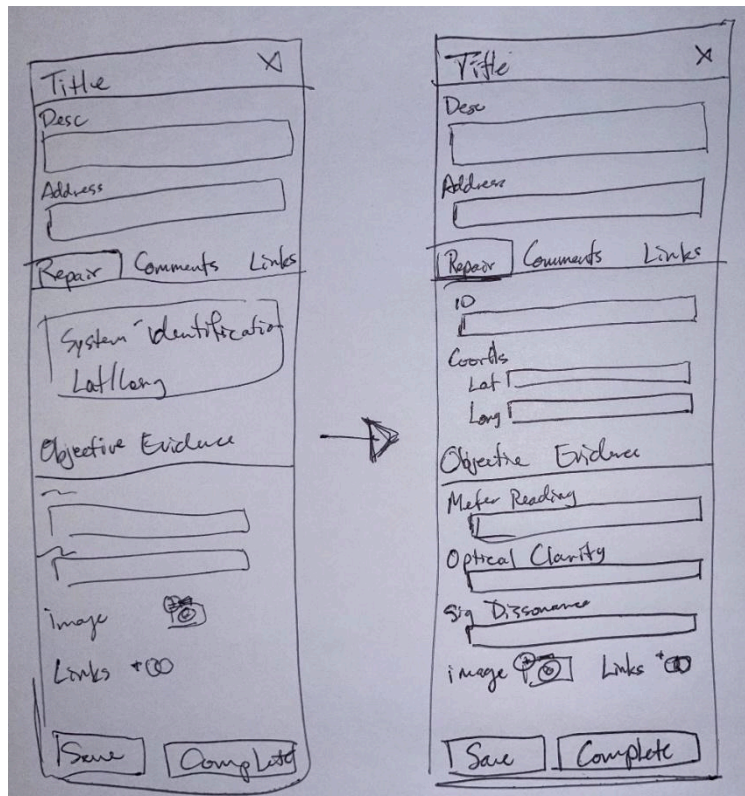 Title X
Desc
Address
Repair Comments Links
System Identification
Lat/Long
Objective Evidence
image
Links +
Save Complete
Title X
Desc
Address
Repair Comments Links
ID
Coords
Lat
Long
Objective Evidence
Meter Reading
Optical Clarity
Sig Dissonance
image Links +
Save Complete